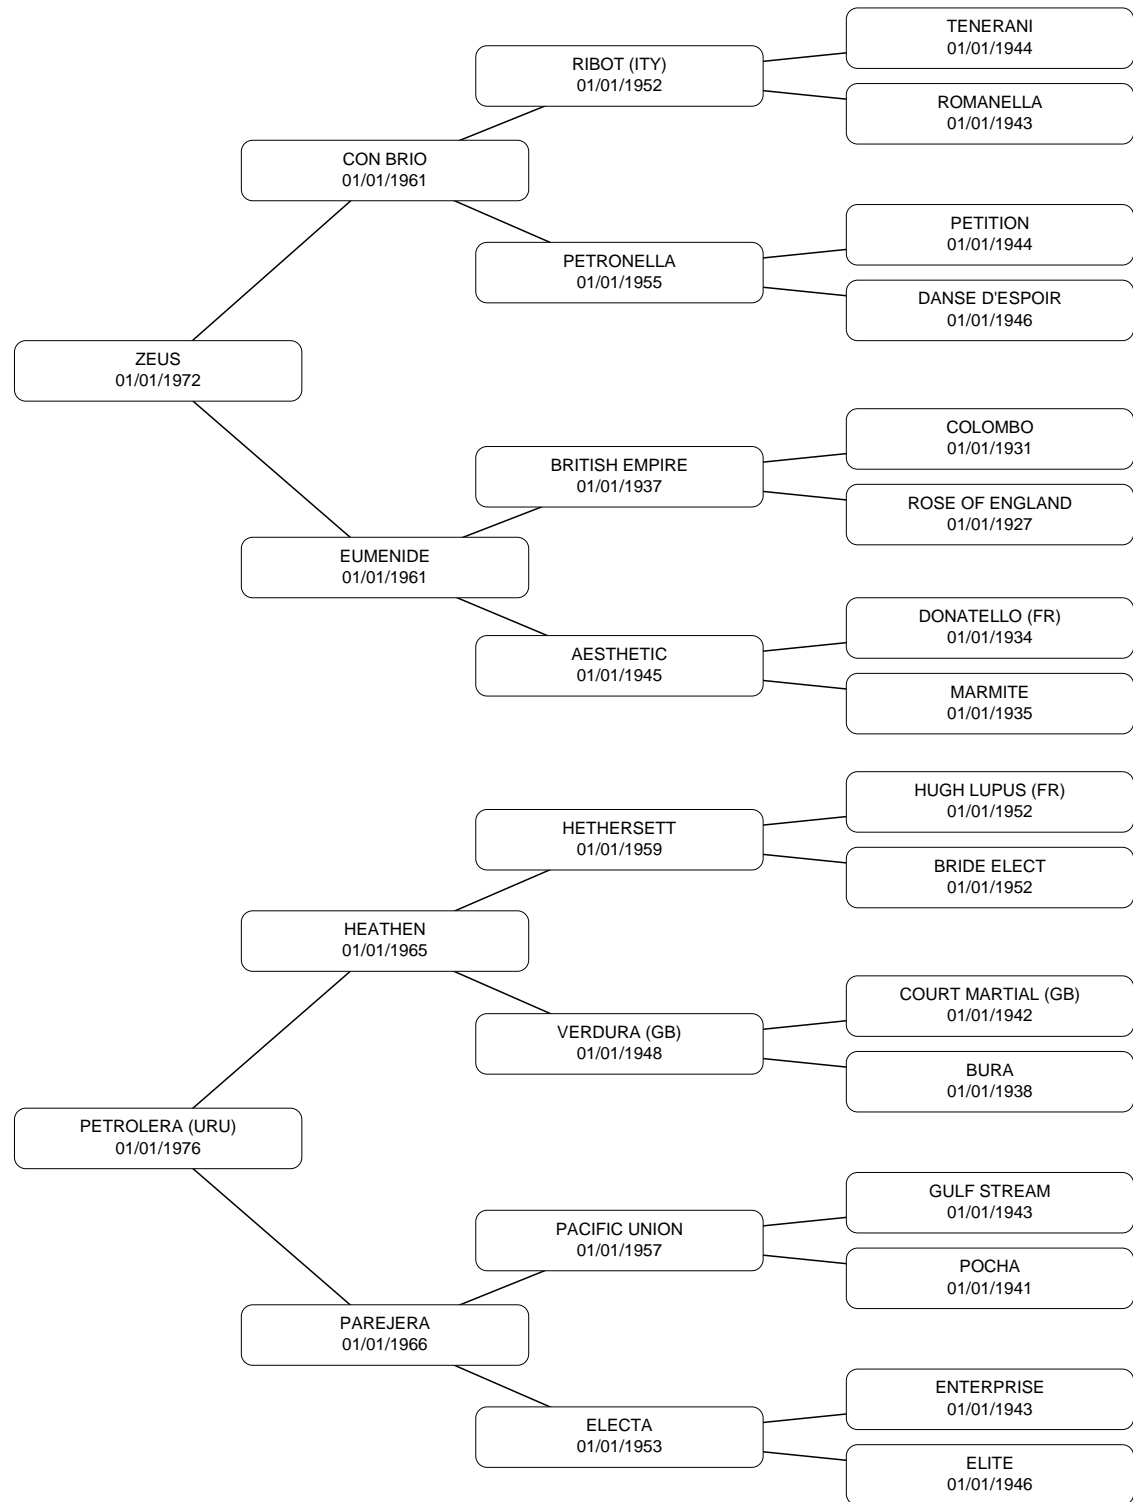 TENERANI
01/01/1944
RIBOT (ITY)
01/01/1952
ROMANELLA
01/01/1943
CON BRIO
01/01/1961
PETITION
01/01/1944
PETRONELLA
01/01/1955
DANSE D'ESPOIR
01/01/1946
ZEUS
01/01/1972
COLOMBO
01/01/1931
BRITISH EMPIRE
01/01/1937
ROSE OF ENGLAND
01/01/1927
EUMENIDE
01/01/1961
DONATELLO (FR)
01/01/1934
AESTHETIC
01/01/1945
MARMITE
01/01/1935
HUGH LUPUS (FR)
01/01/1952
HETHERSETT
01/01/1959
BRIDE ELECT
01/01/1952
HEATHEN
01/01/1965
COURT MARTIAL (GB)
01/01/1942
VERDURA (GB)
01/01/1948
BURA
01/01/1938
PETROLERA (URU)
01/01/1976
GULF STREAM
01/01/1943
PACIFIC UNION
01/01/1957
POCHA
01/01/1941
PAREJERA
01/01/1966
ENTERPRISE
01/01/1943
ELECTA
01/01/1953
ELITE
01/01/1946